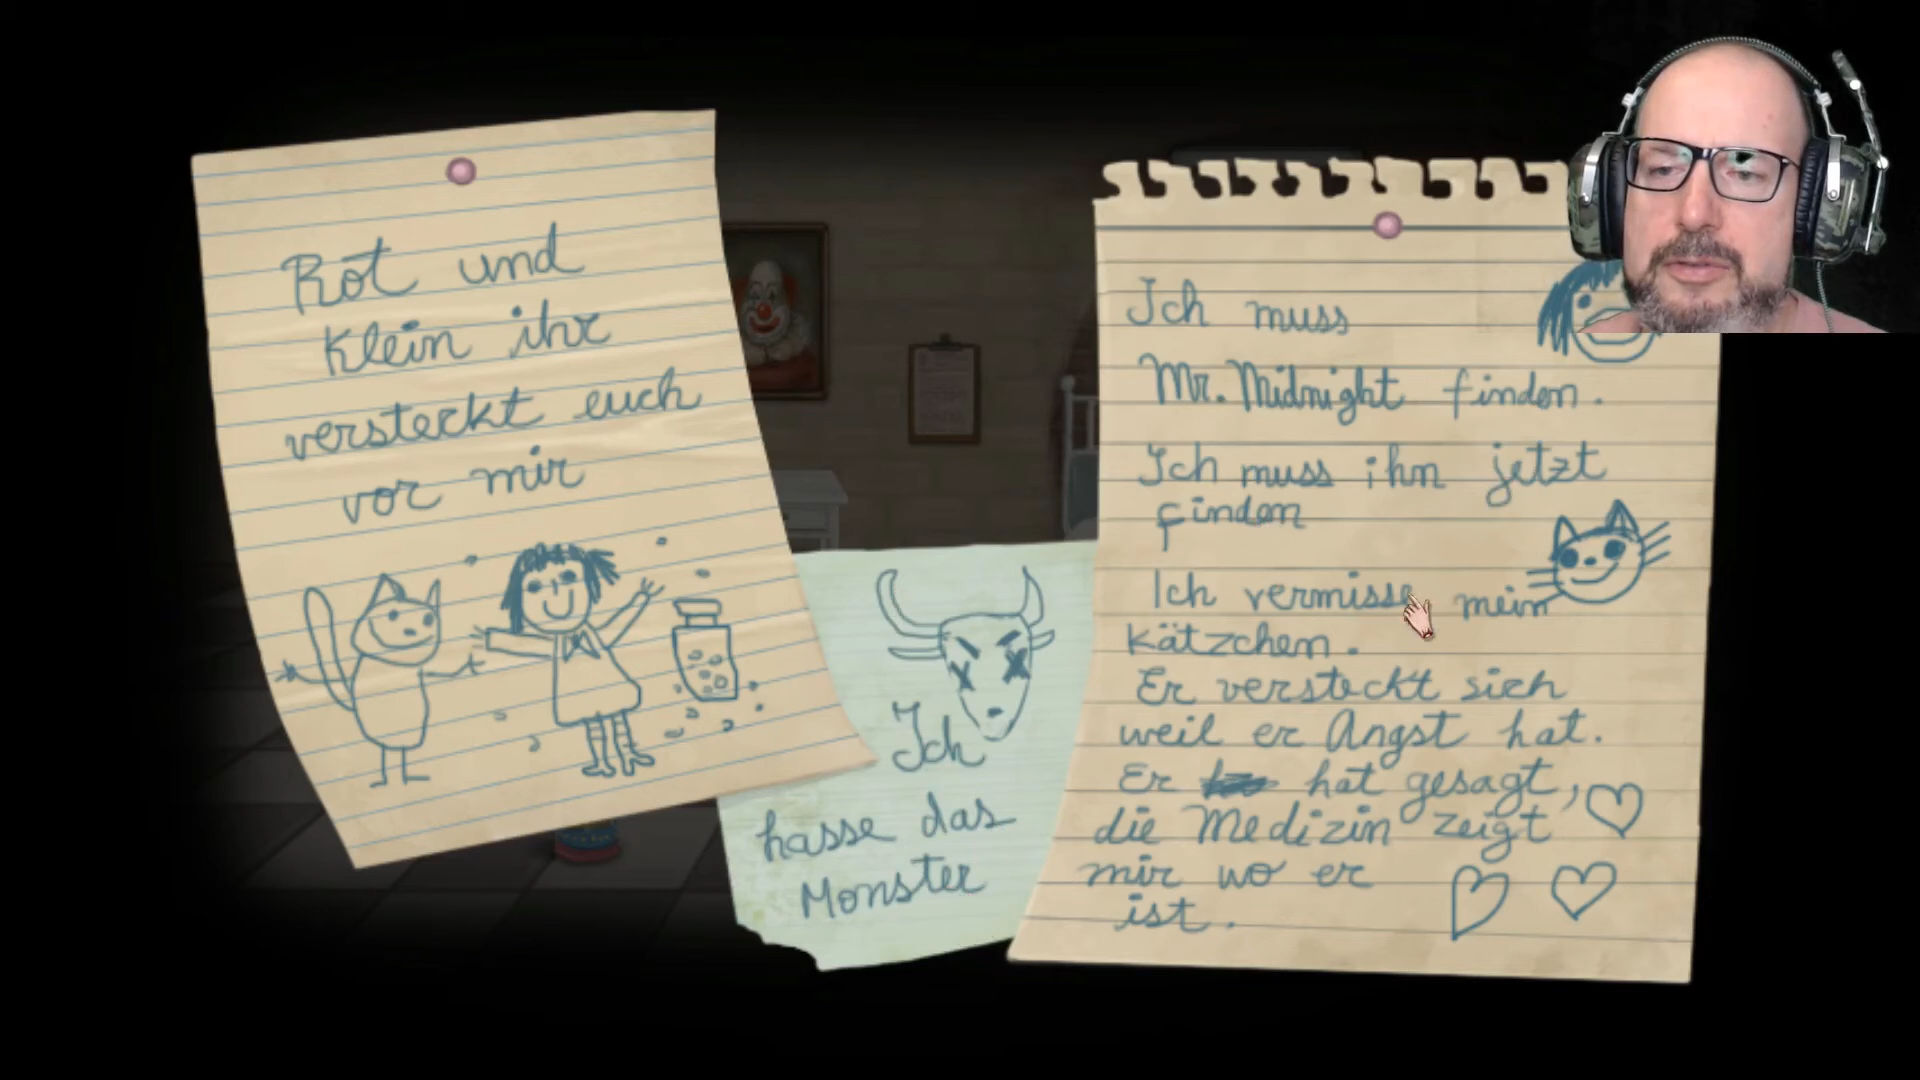 Rot und
Klein ihr
versteckt euch
vor mir
Ich
hasse das
Monster
Ich muss
Mr. Midnight finden.
Ich muss ihn jetzt
finden
Ich vermisse mein
Kätzchen.
Er versteckt sich
weil er Angst hat.
Er hat gesagt,
die Medizin zeigt
mir wo er
ist.